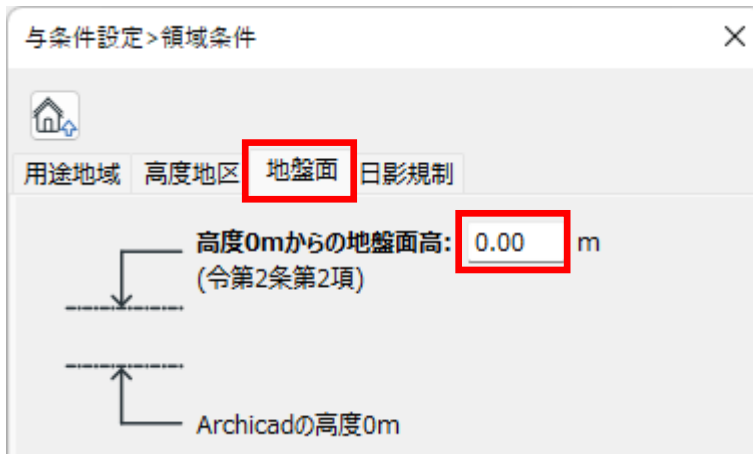 与条件設定>領域条件
用途地域 高度地区 地盤面 日影規制
高度0mからの地盤面高: 0.00 m
(令第2条第2項)
Archicadの高度0m